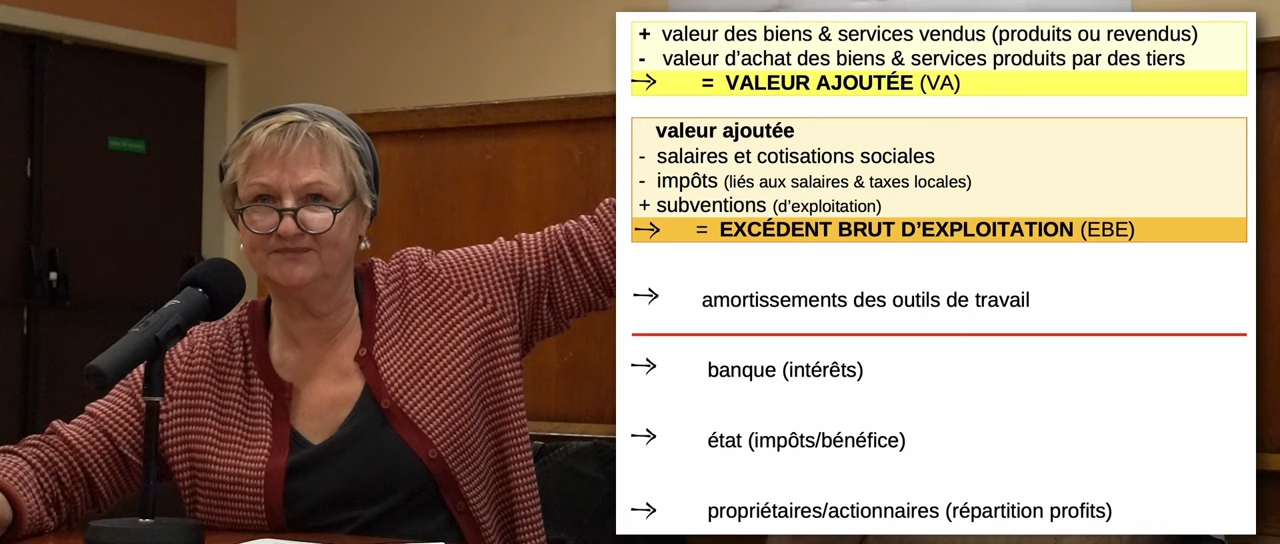 + valeur des biens & services vendus (produits ou revendus)
- valeur d’achat des biens & services produits par des tiers
→ = VALEUR AJOUTÉE (VA)
valeur ajoutée
- salaires et cotisations sociales
- impôts (liés aux salaires & taxes locales)
+ subventions (d’exploitation)
→ = EXCÉDENT BRUT D’EXPLOITATION (EBE)
→ amortissements des outils de travail
→ banque (intérêts)
→ état (impôts/bénéfice)
→ propriétaires/actionnaires (répartition profits)